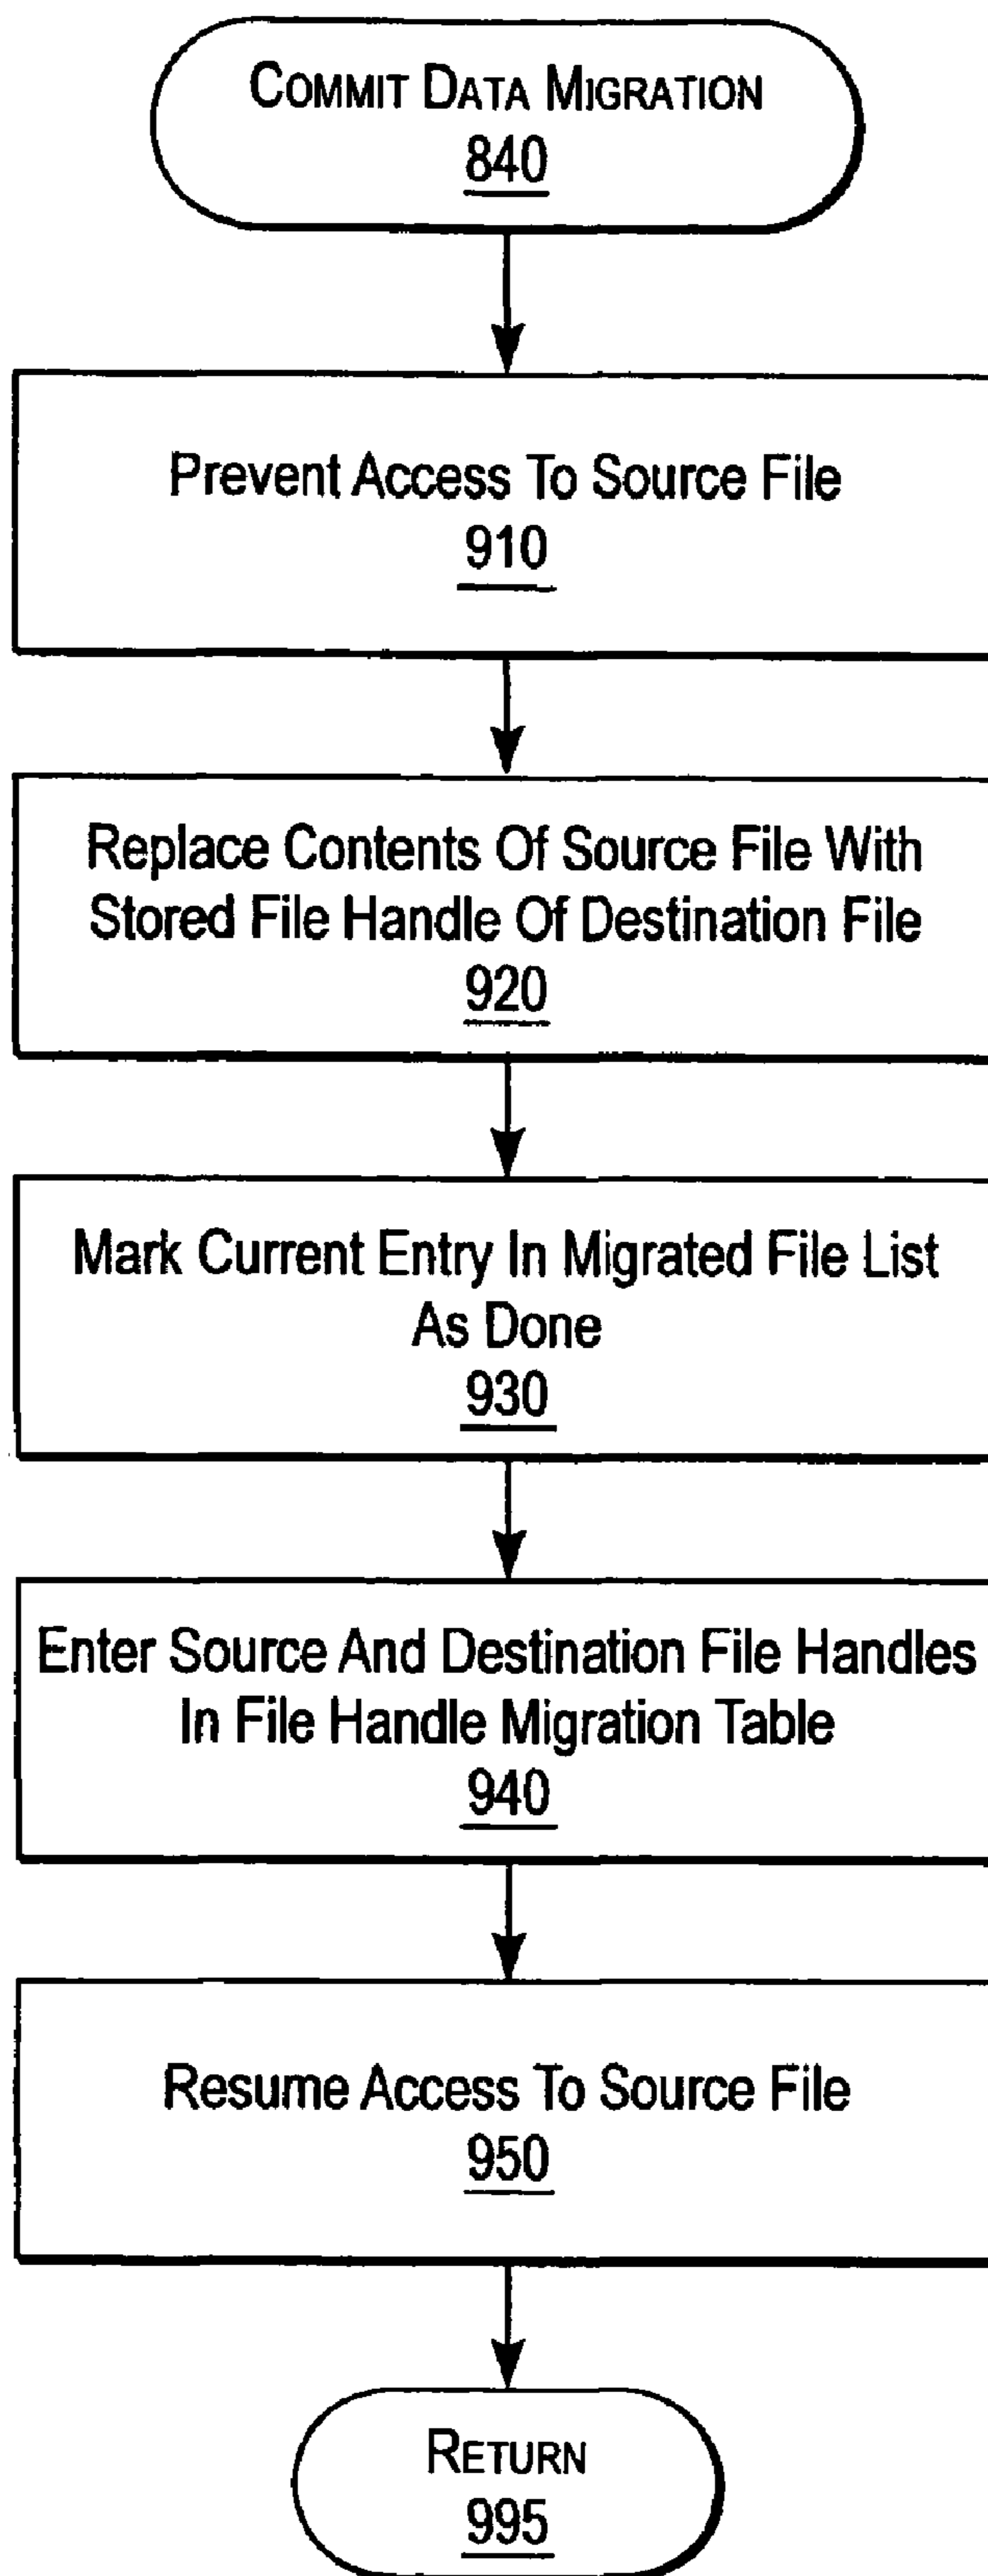 COMMIT DATA MIGRATION
840
Prevent Access To Source File
910
Replace Contents Of Source File With
Stored File Handle Of Destination File
920
Mark Current Entry In Migrated File List
As Done
930
Enter Source And Destination File Handles
In File Handle Migration Table
940
Resume Access To Source File
950
RETURN
995